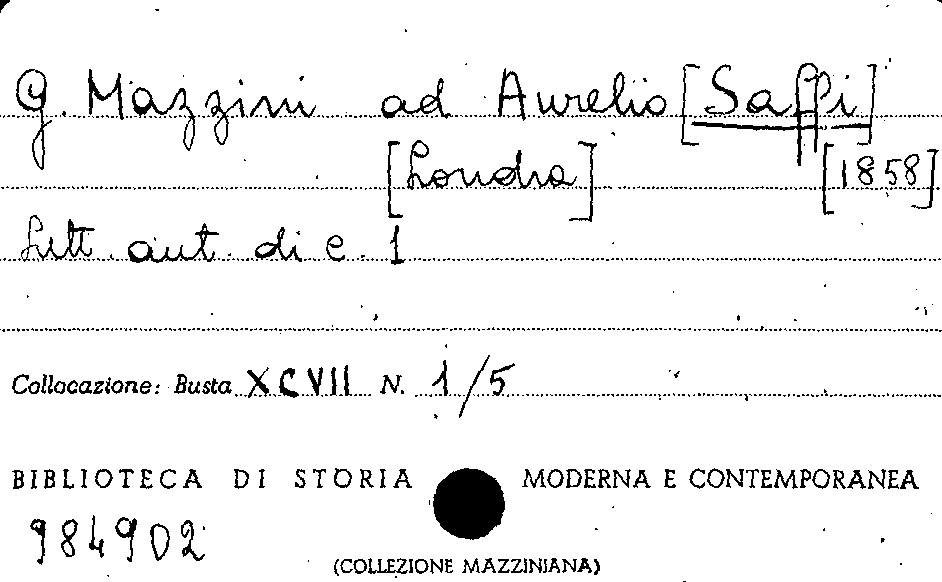 G. Mazzini ad Aurelio [Saffi]
[Londra] [1858]
Lett. aut. di c. 1
Collocazione: Busta XCVII N. 1/5
BIBLIOTECA DI STORIA MODERNA E CONTEMPORANEA
984902
(COLLEZIONE MAZZINIANA)